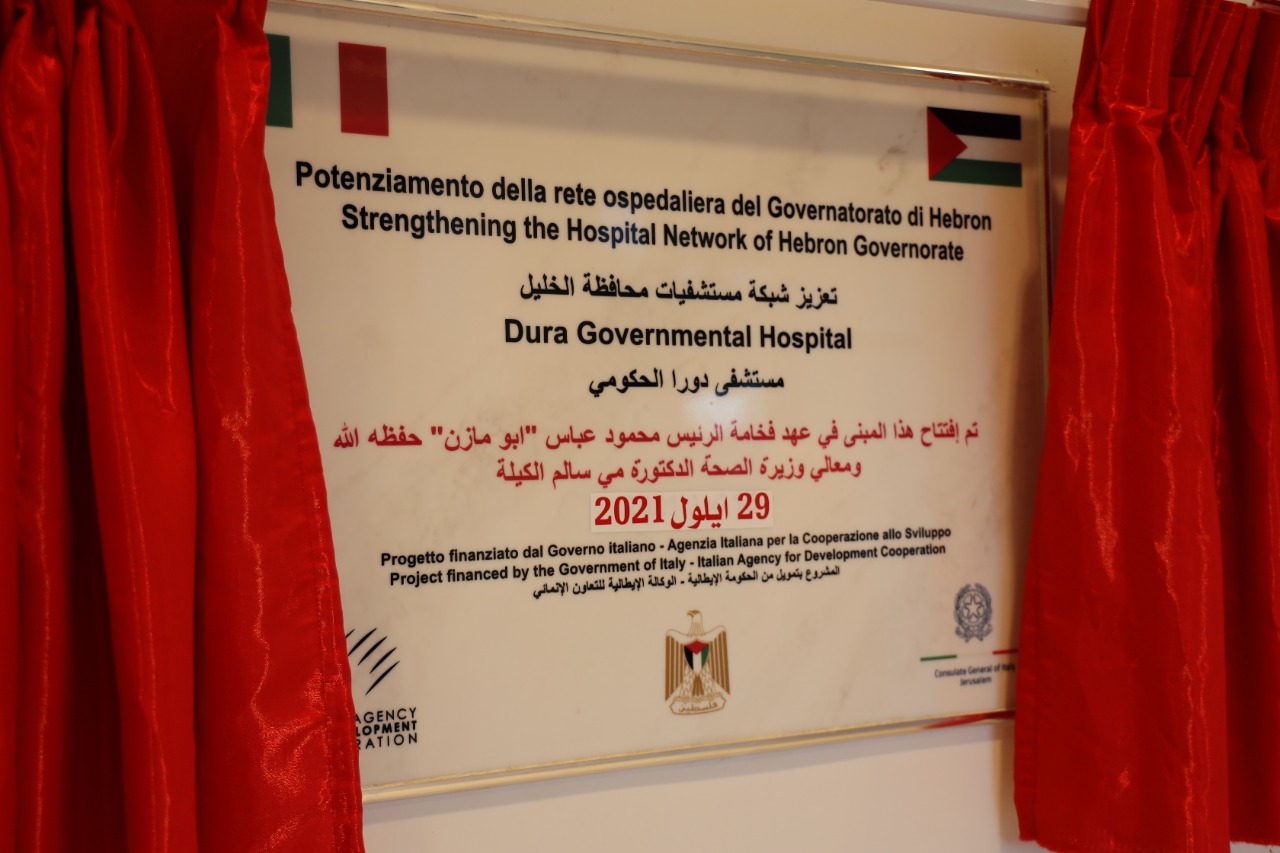 Potenziamento della rete ospedaliera del Governatorato di Hebron
Strengthening the Hospital Network of Hebron Governorate
تعزيز شبكة مستشفيات محافظة الخليل
Dura Governmental Hospital
مستشفى دورا الحكومي
تم إفتتاح هذا المبنى في عهد فخامة الرئيس محمود عباس "ابو مازن" حفظه الله
ومعالي وزيرة الصحة الدكتورة مي سالم الكيلة
29 ايلول 2021
Progetto finanziato dal Governo italiano - Agenzia Italiana per la Cooperazione allo Sviluppo
Project financed by the Government of Italy - Italian Agency for Development Cooperation
المشروع بتمويل من الحكومة الإيطالية - الوكالة الإيطالية للتعاون الإنمائي
AGENCY
LOPMENT
RATION
فلسطين
Consulate General of Italy
Jerusalem